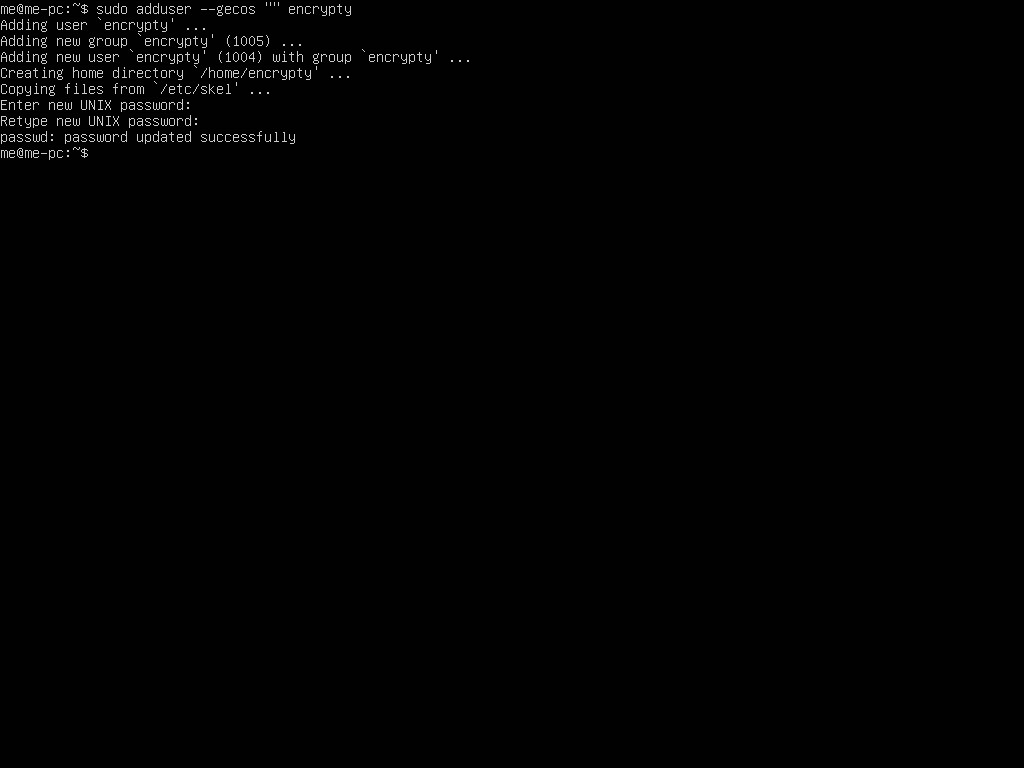 me@me-pc:~$ sudo adduser --gecos "" encrypty
Adding user `encrypty' ...
Adding new group `encrypty' (1005) ...
Adding new user `encrypty' (1004) with group `encrypty' ...
Creating home directory `/home/encrypty' ...
Copying files from `/etc/skel' ...
Enter new UNIX password:
Retype new UNIX password:
passwd: password updated successfully
me@me-pc:~$